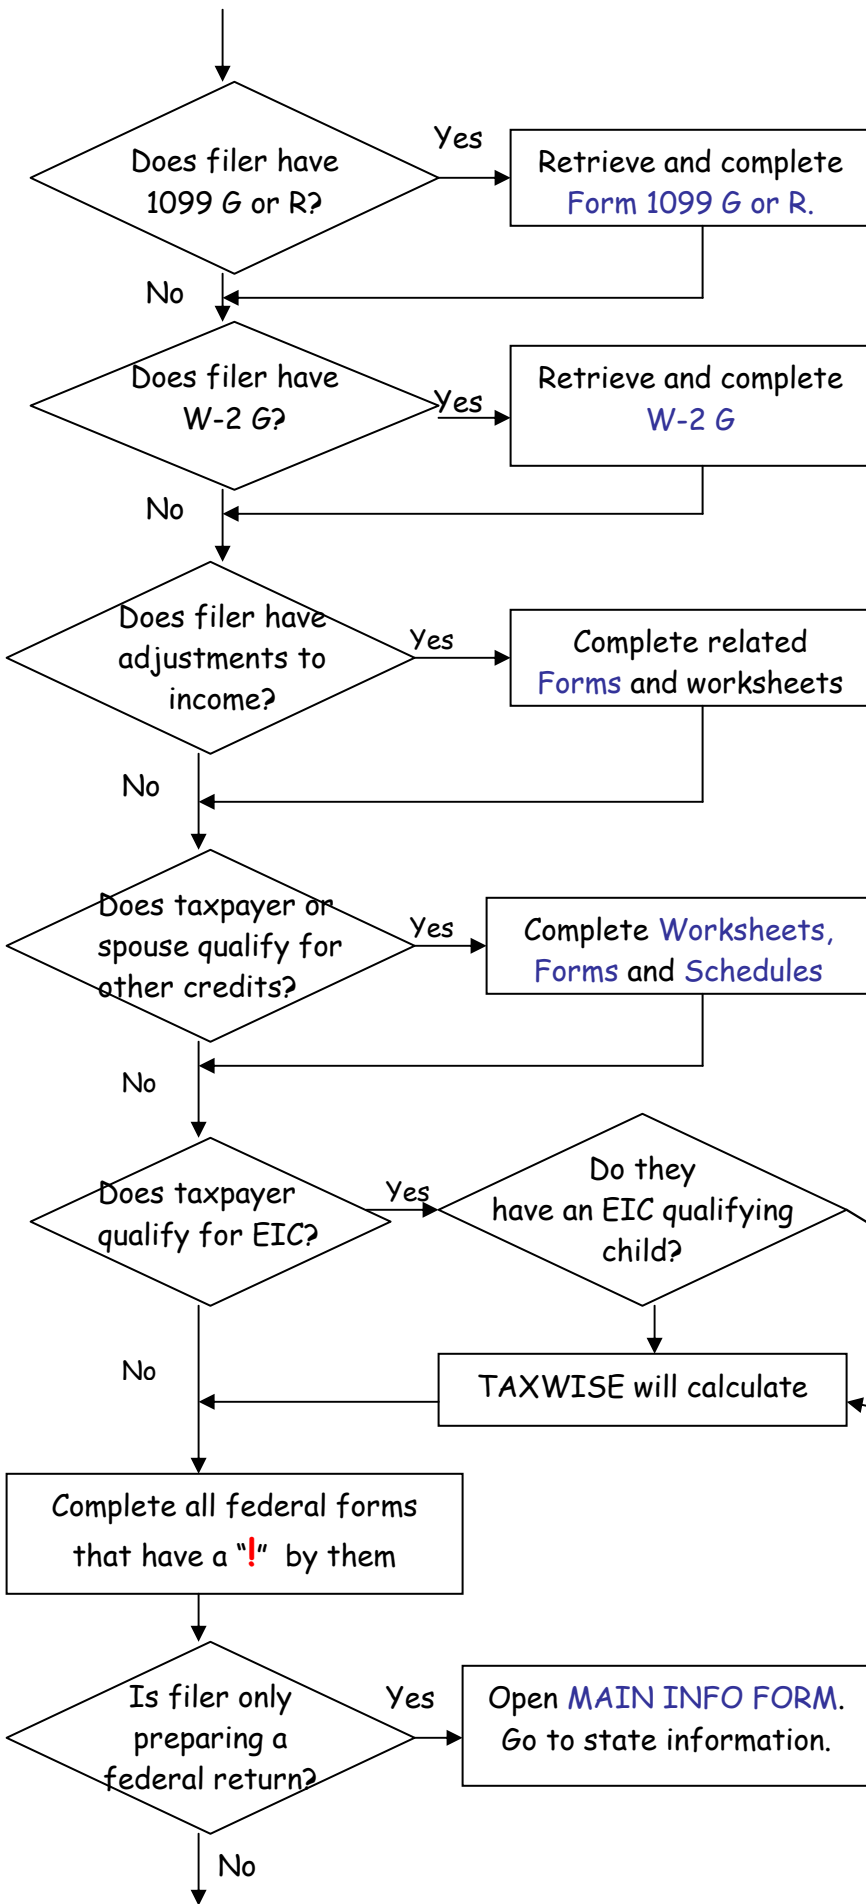 Does filer have
1099 G or R?
Yes
Retrieve and complete
Form 1099 G or R.
No
Does filer have
W-2 G?
Yes
Retrieve and complete
W-2 G
No
Does filer have
adjustments to
income?
Yes
Complete related
Forms and worksheets
No
Does taxpayer or
spouse qualify for
other credits?
Yes
Complete Worksheets,
Forms and Schedules
No
Does taxpayer
qualify for EIC?
Yes
Do they
have an EIC qualifying
child?
No
TAXWISE will calculate
Complete all federal forms
that have a “!” by them
Is filer only
preparing a
federal return?
Yes
Open MAIN INFO FORM.
Go to state information.
No